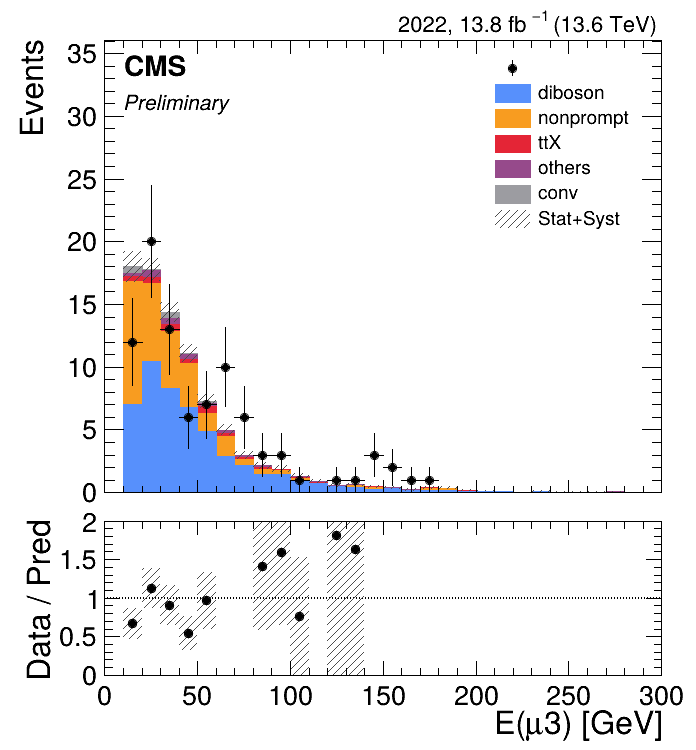 2022, 13.8 fb⁻¹ (13.6 TeV)
Events
CMS
Preliminary
diboson
nonprompt
ttX
others
conv
Stat+Syst
35
30
25
20
15
10
5
0
Data / Pred
2
1.5
1
0.5
0
0 50 100 150 200 250 300
E(μ3) [GeV]